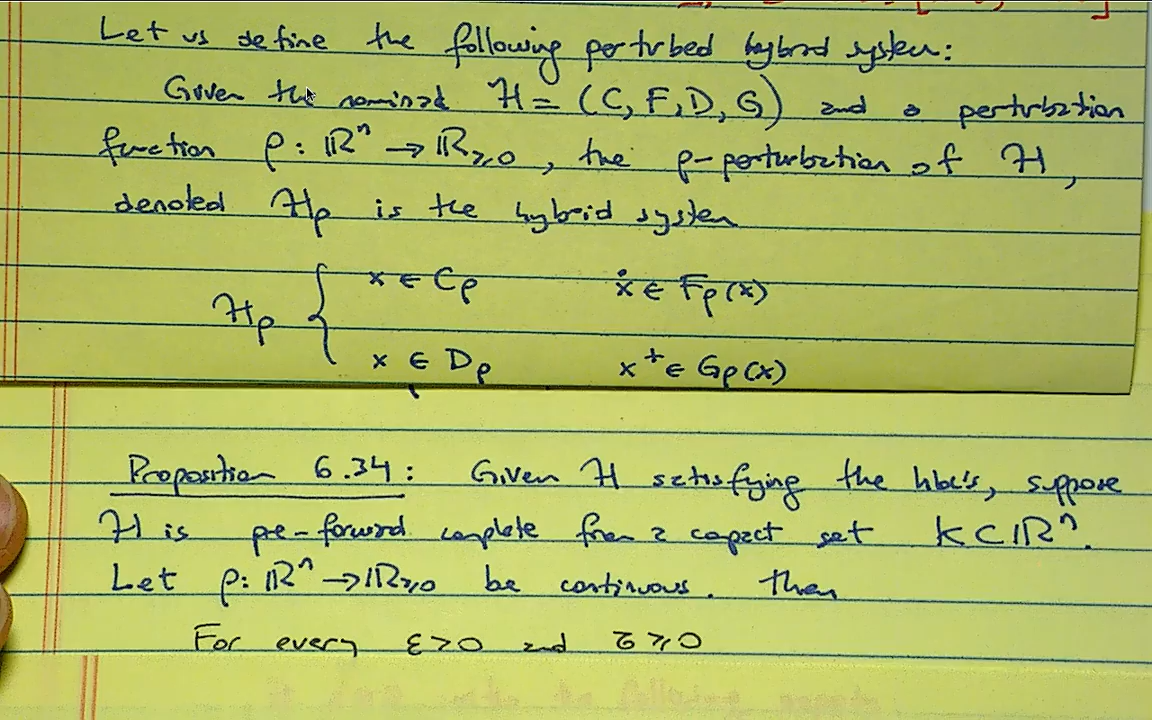 Let us define the following perturbed hybrid system:
Given the nominal H = (C, F, D, G) and a perturbation
function ρ: ℝⁿ → ℝ≥0, the ρ-perturbation of H,
denoted Hρ is the hybrid system
x ∈ Cρ ẋ ∈ Fρ(x)
Hρ {
x ∈ Dρ x⁺ ∈ Gρ(x)
Proposition 6.34: Given H satisfying the hbc's, suppose
H is pre-forward complete from a compact set K ⊂ ℝⁿ.
Let ρ: ℝⁿ → ℝ≥0 be continuous. Then
For every ε>0 and τ≥0